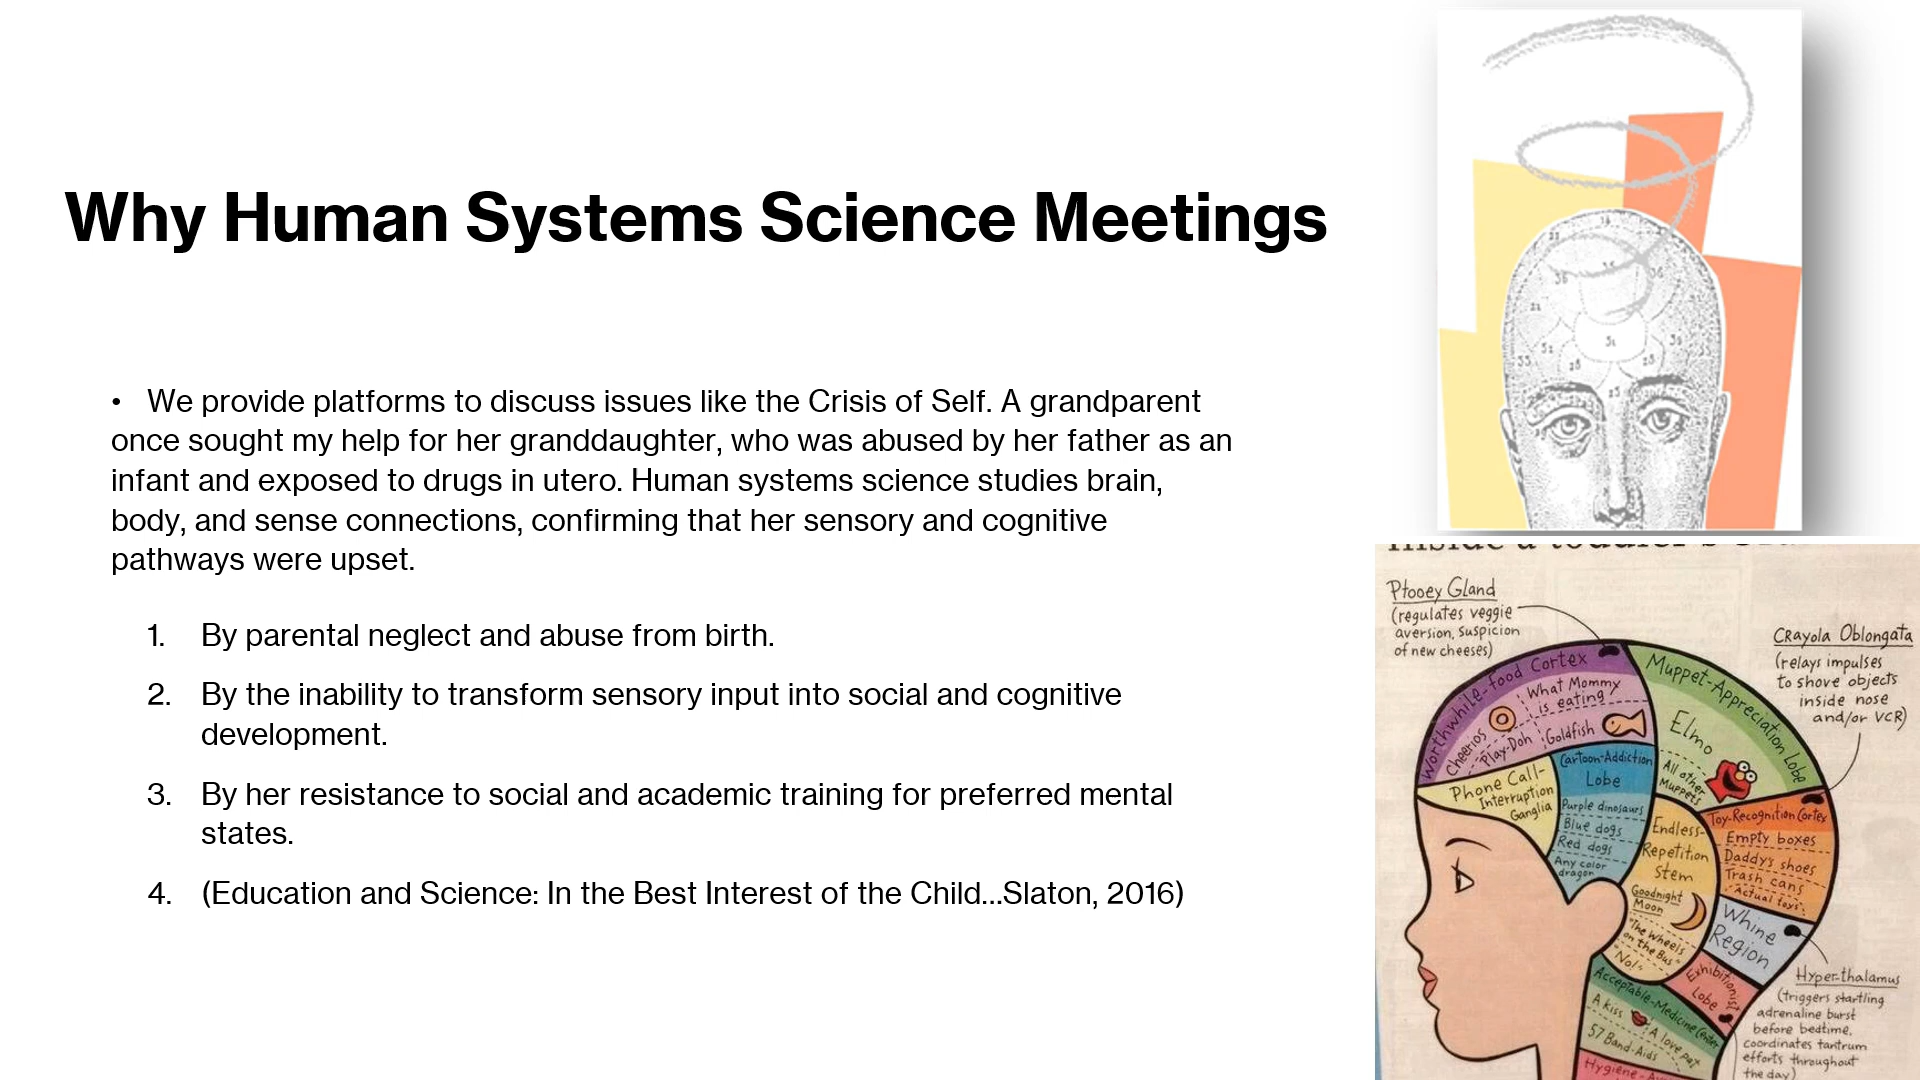 Why Human Systems Science Meetings
• We provide platforms to discuss issues like the Crisis of Self. A grandparent
once sought my help for her granddaughter, who was abused by her father as an
infant and exposed to drugs in utero. Human systems science studies brain,
body, and sense connections, confirming that her sensory and cognitive
pathways were upset.
1. By parental neglect and abuse from birth.
2. By the inability to transform sensory input into social and cognitive
development.
3. By her resistance to social and academic training for preferred mental
states.
4. (Education and Science: In the Best Interest of the Child...Slaton, 2016)
Inside a toddler's
Ptooey Gland
(regulates veggie
aversion, suspicion
of new cheeses)
Crayola Oblongata
(relays impulses
to shove objects
inside nose
and/or VCR)
Worthwhile-food Cortex
What Mommy
is eating?
Cheerios
Play-Doh
Goldfish
Muppet-Appreciation Lobe
Elmo
All other
Muppets
Phone Call-
Interruption
Ganglia
Cartoon-Addiction
Lobe
Purple dinosaurs
Blue dogs
Red dogs
Any color
dragon
Endless-
Repetition
Stem
Goodnight
Moon
"The Wheels
on the Bus"
"No!"
Toy-Recognition Cortex
Empty boxes
Daddy's shoes
Trash cans
Actual toys
Whine
Region
Exhibitionist
Lobe
Acceptable-Medicine Center
A kiss
A love pat
57 Band-Aids
Hygiene-
Hyper-thalamus
(triggers startling
adrenaline burst
before bedtime,
coordinates tantrum
efforts throughout
the day)